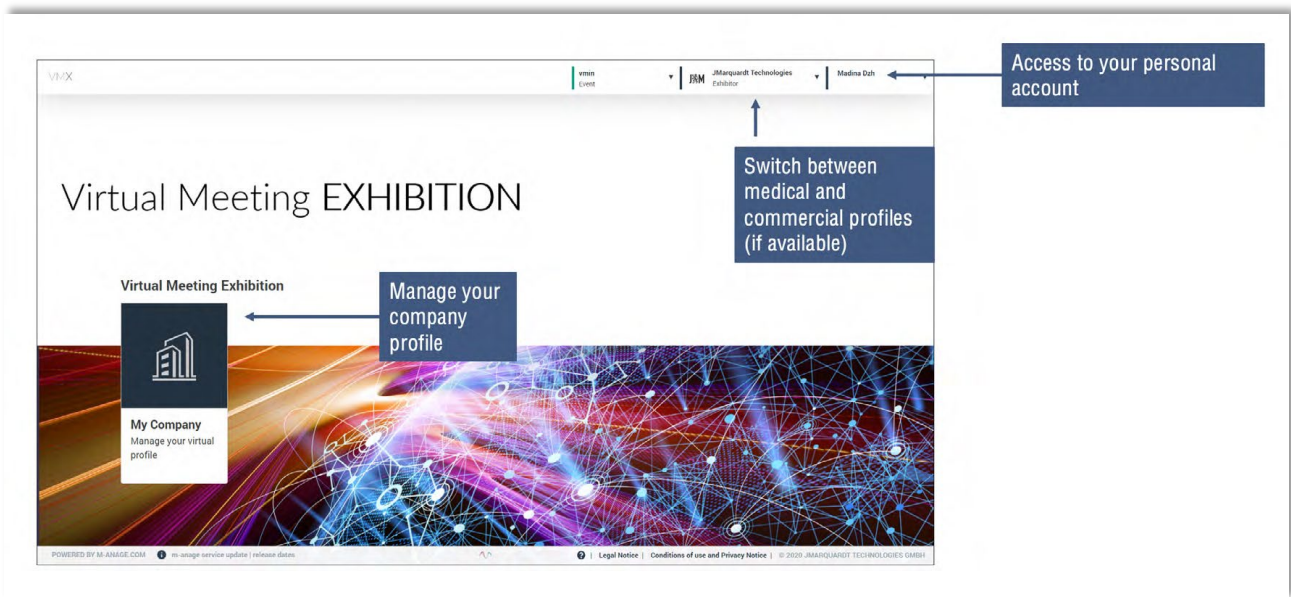 VMX
vmin
Event
JMarquardt Technologies
Exhibitor
Madina Dzh
Access to your personal
account
Switch between
medical and
commercial profiles
(if available)
Virtual Meeting EXHIBITION
Virtual Meeting Exhibition
Manage your
company
profile
My Company
Manage your virtual
profile
POWERED BY M-ANAGE.COM
m-anage service update | release dates
? | Legal Notice | Conditions of use and Privacy Notice | © 2020 JMARQUARDT TECHNOLOGIES GMBH